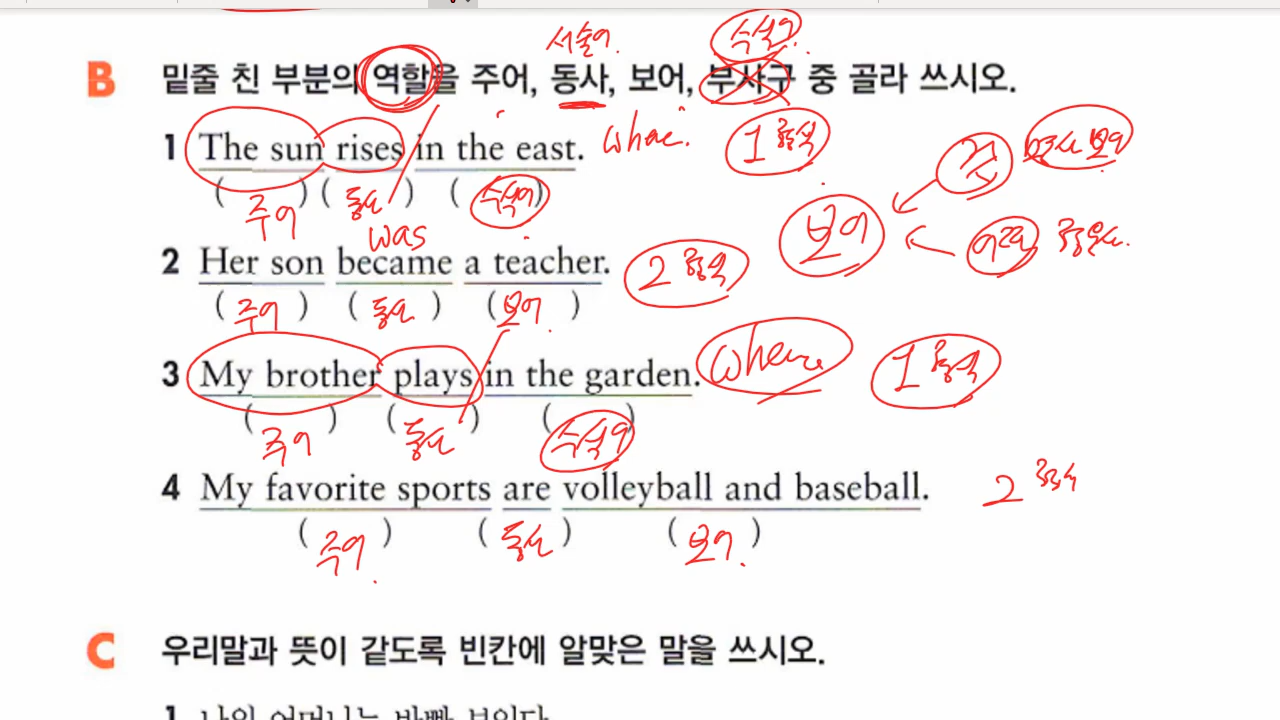 서술어. 수식어
B 밑줄 친 부분의 역할을 주어, 동사, 보어, 부사구 중 골라 쓰시오.
1 The sun rises in the east. where. 1형식
( 주어 ) ( 동사 ) ( 수식어 )
보어
was
2 Her son became a teacher. 2형식
( 주어 ) ( 동사 ) ( 보어 )
3 My brother plays in the garden. where 1형식
( 주어 ) ( 동사 ) ( 수식어 )
4 My favorite sports are volleyball and baseball. 2형식
( 주어 ) ( 동사 ) ( 보어 )
C 우리말과 뜻이 같도록 빈칸에 알맞은 말을 쓰시오.